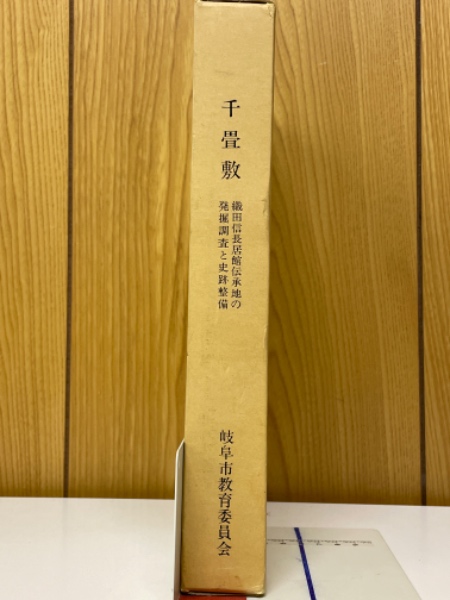 千畳敷
織田信長居館伝承地の
発掘調査と史跡整備
岐阜市教育委員会